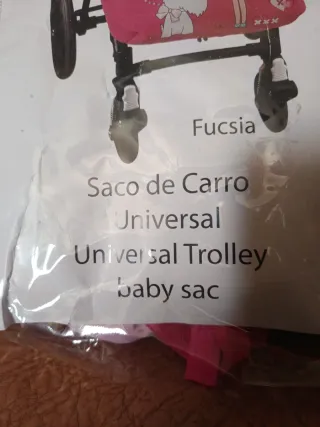 Fucsia
Saco de Carro
Universal
Universal Trolley
baby sac